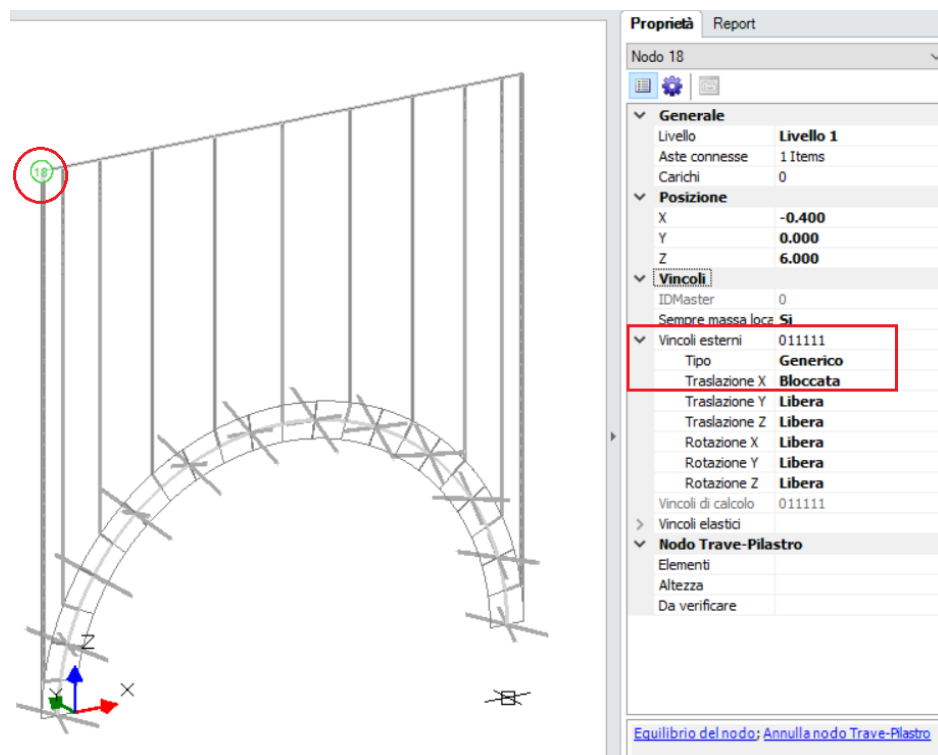 Proprietà Report
Nodo 18
Generale
Livello Livello 1
Aste connesse 1 Items
Carichi 0
Posizione
X -0.400
Y 0.000
Z 6.000
Vincoli
IDMaster 0
Sempre massa loca Si
Vincoli esterni 011111
Tipo Generico
Traslazione X Bloccata
Traslazione Y Libera
Traslazione Z Libera
Rotazione X Libera
Rotazione Y Libera
Rotazione Z Libera
Vincoli di calcolo 011111
Vincoli elastici
Nodo Trave-Pilastro
Elementi
Altezza
Da verificare
Equilibrio del nodo; Annulla nodo Trave-Pilastro
18
Z
Y
X